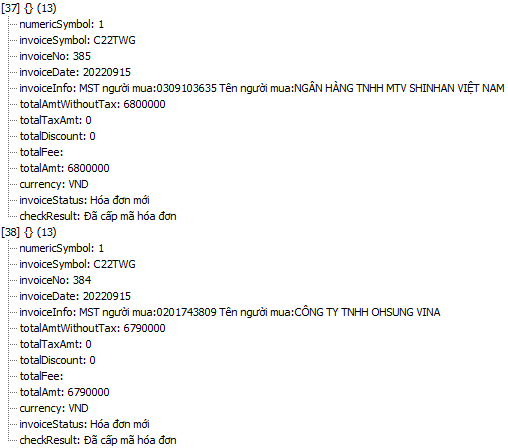 [37] {} (13)
numericSymbol: 1
invoiceSymbol: C22TWG
invoiceNo: 385
invoiceDate: 20220915
invoiceInfo: MST người mua:0309103635 Tên người mua:NGÂN HÀNG TNHH MTV SHINHAN VIỆT NAM
totalAmtWithoutTax: 6800000
totalTaxAmt: 0
totalDiscount: 0
totalFee:
totalAmt: 6800000
currency: VND
invoiceStatus: Hóa đơn mới
checkResult: Đã cấp mã hóa đơn
[38] {} (13)
numericSymbol: 1
invoiceSymbol: C22TWG
invoiceNo: 384
invoiceDate: 20220915
invoiceInfo: MST người mua:0201743809 Tên người mua:CÔNG TY TNHH OHSUNG VINA
totalAmtWithoutTax: 6790000
totalTaxAmt: 0
totalDiscount: 0
totalFee:
totalAmt: 6790000
currency: VND
invoiceStatus: Hóa đơn mới
checkResult: Đã cấp mã hóa đơn